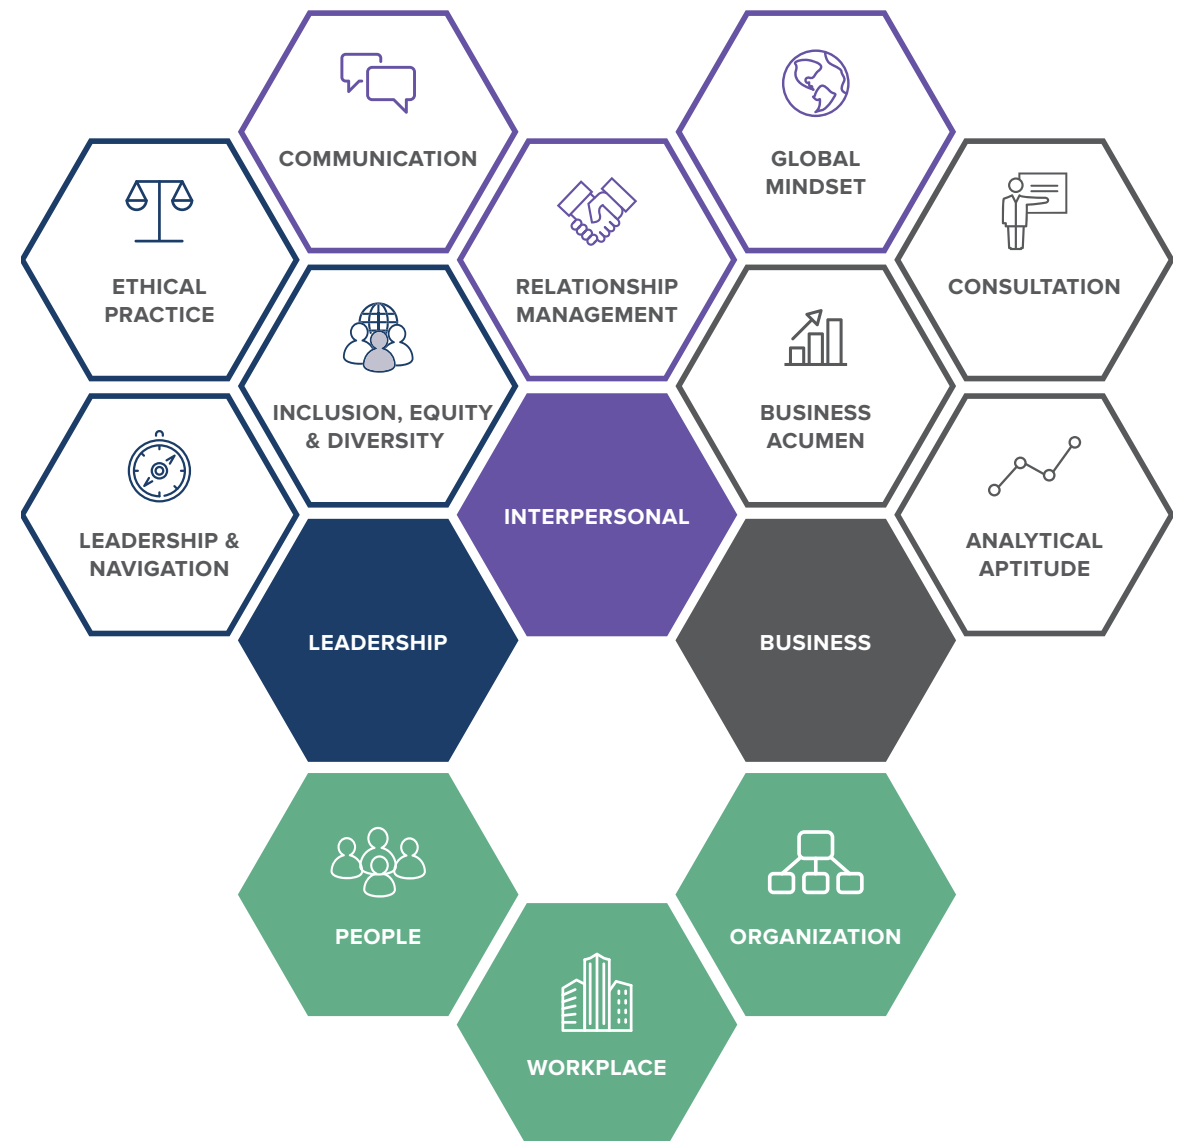 COMMUNICATION
GLOBAL
MINDSET
ETHICAL
PRACTICE
RELATIONSHIP
MANAGEMENT
CONSULTATION
INCLUSION, EQUITY
& DIVERSITY
BUSINESS
ACUMEN
LEADERSHIP &
NAVIGATION
INTERPERSONAL
ANALYTICAL
APTITUDE
LEADERSHIP
BUSINESS
PEOPLE
ORGANIZATION
WORKPLACE